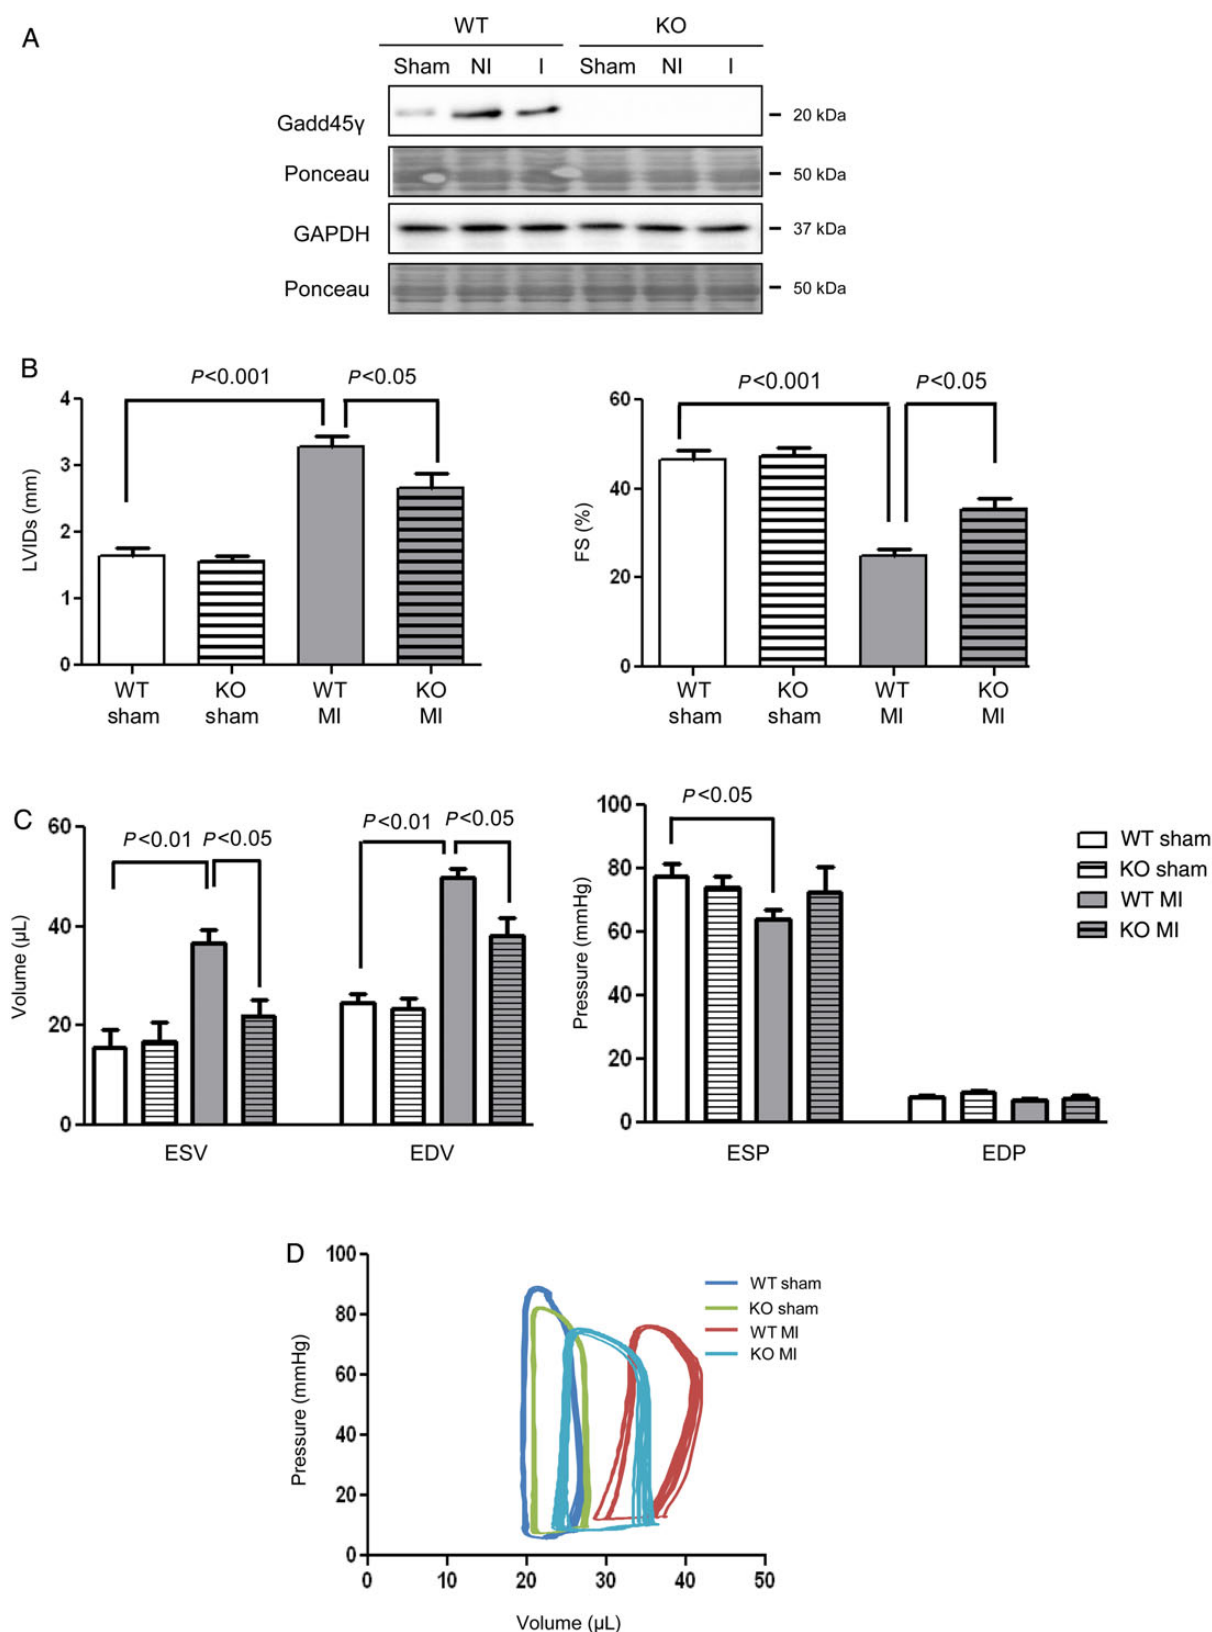 A
WT KO
Sham NI I Sham NI I
Gadd45γ 20 kDa
Ponceau 50 kDa
GAPDH 37 kDa
Ponceau 50 kDa
B
P<0.001 P<0.05
4
3
2
1
0
LVIDs (mm)
WT KO WT KO
sham sham MI MI
P<0.001 P<0.05
60
40
20
0
FS (%)
WT KO WT KO
sham sham MI MI
C
60
40
20
0
Volume (µL)
P<0.01 P<0.05
P<0.01 P<0.05
ESV EDV
100
80
60
40
20
0
Pressure (mmHg)
P<0.05
ESP EDP
WT sham
KO sham
WT MI
KO MI
D
100
80
60
40
20
0
Pressure (mmHg)
WT sham
KO sham
WT MI
KO MI
0 10 20 30 40 50
Volume (µL)